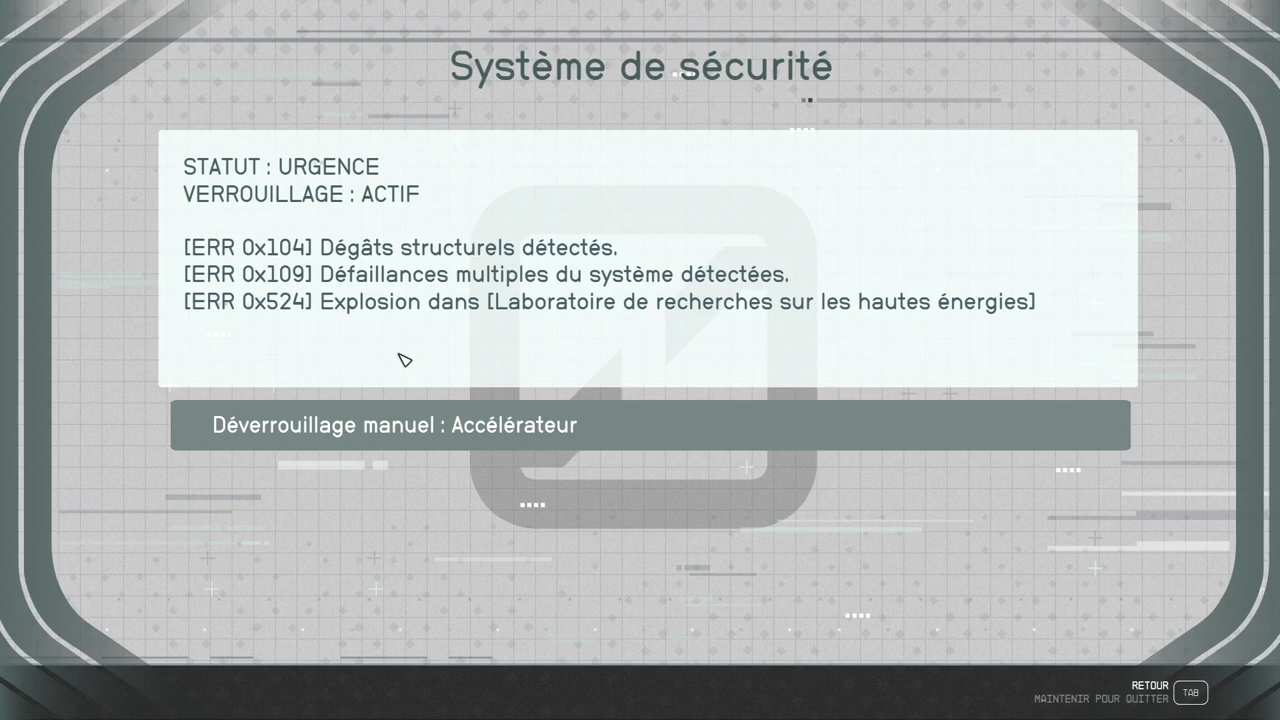 Système de sécurité
STATUT : URGENCE
VERROUILLAGE : ACTIF
[ERR 0x104] Dégâts structurels détectés.
[ERR 0x109] Défaillances multiples du système détectées.
[ERR 0x524] Explosion dans [Laboratoire de recherches sur les hautes énergies]
Déverrouillage manuel : Accélérateur
RETOUR
MAINTENIR POUR QUITTER
TAB